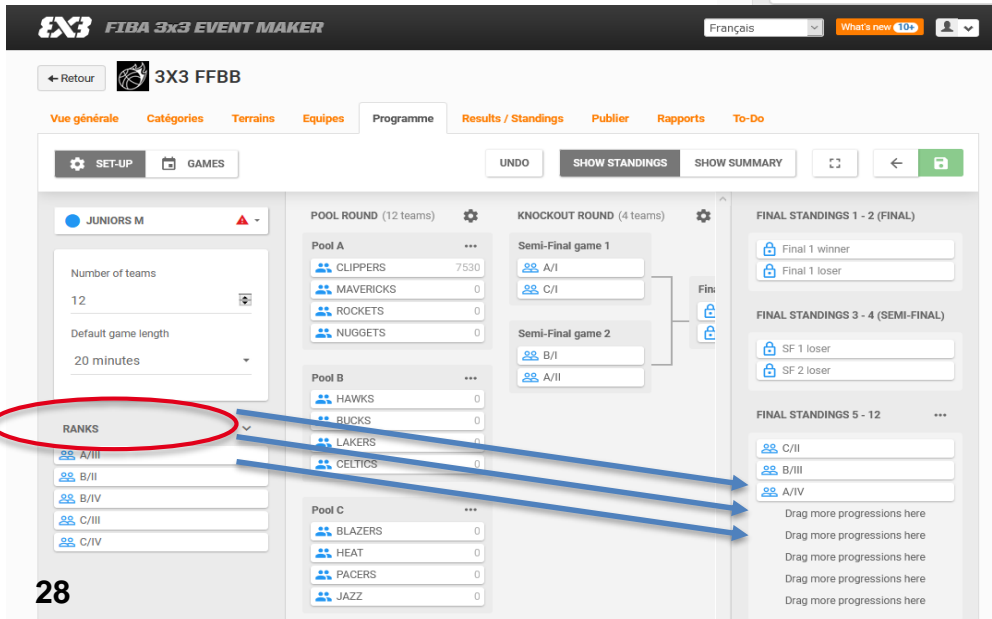 EX3 FIBA 3x3 EVENT MAKER
Français
What's new 10+
← Retour
3X3 FFBB
Vue générale Catégories Terrains Equipes Programme Results / Standings Publier Rapports To-Do
SET-UP GAMES
UNDO SHOW STANDINGS SHOW SUMMARY
JUNIORS M
Number of teams
12
Default game length
20 minutes
RANKS
A/III
B/II
B/IV
C/III
C/IV
28
POOL ROUND (12 teams)
Pool A
CLIPPERS 7530
MAVERICKS 0
ROCKETS 0
NUGGETS 0
Pool B
HAWKS 0
BUCKS 0
LAKERS 0
CELTICS 0
Pool C
BLAZERS 0
HEAT 0
PACERS 0
JAZZ 0
KNOCKOUT ROUND (4 teams)
Semi-Final game 1
A/I
C/I
Semi-Final game 2
B/I
A/II
FINAL STANDINGS 1 - 2 (FINAL)
Final 1 winner
Final 1 loser
FINAL STANDINGS 3 - 4 (SEMI-FINAL)
SF 1 loser
SF 2 loser
FINAL STANDINGS 5 - 12
C/II
B/III
A/IV
Drag more progressions here
Drag more progressions here
Drag more progressions here
Drag more progressions here
Drag more progressions here